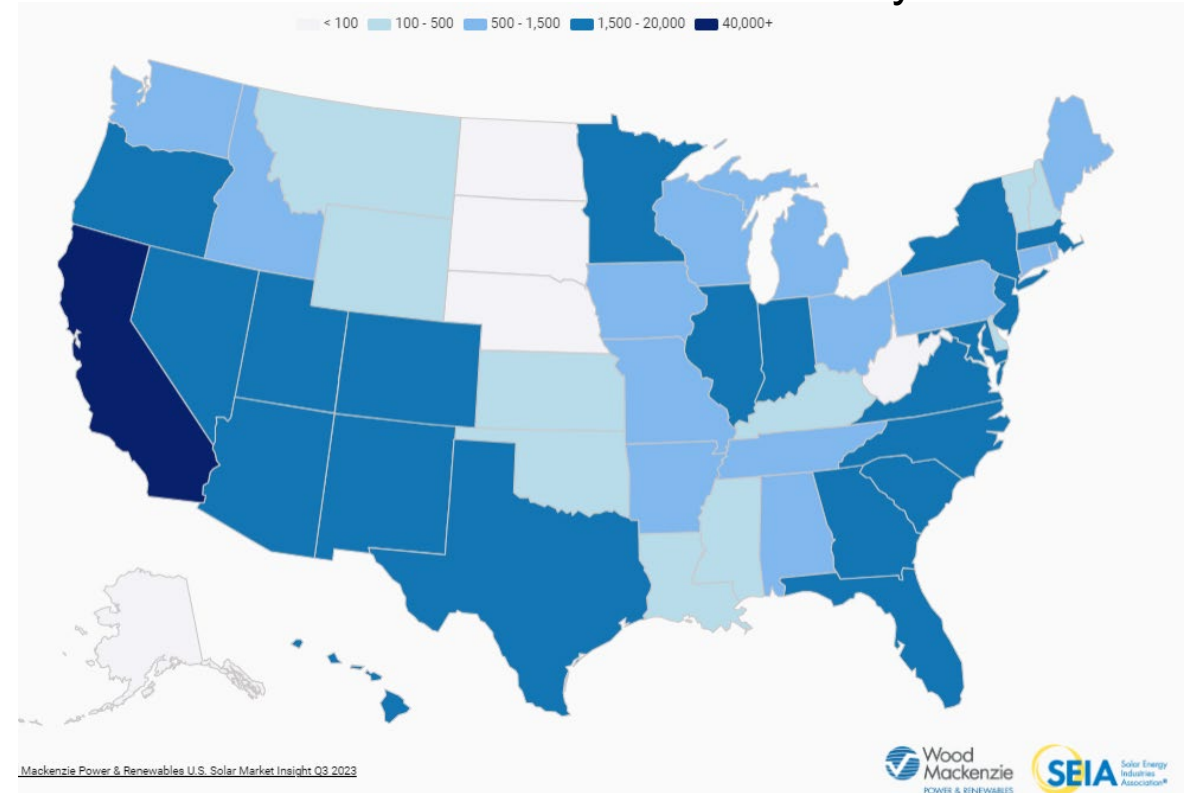 < 100 100 - 500 500 - 1,500 1,500 - 20,000 40,000+
Mackenzie Power & Renewables U.S. Solar Market Insight Q3 2023
Wood
Mackenzie
POWER & RENEWABLES
SEIA
Solar Energy
Industries
Association®